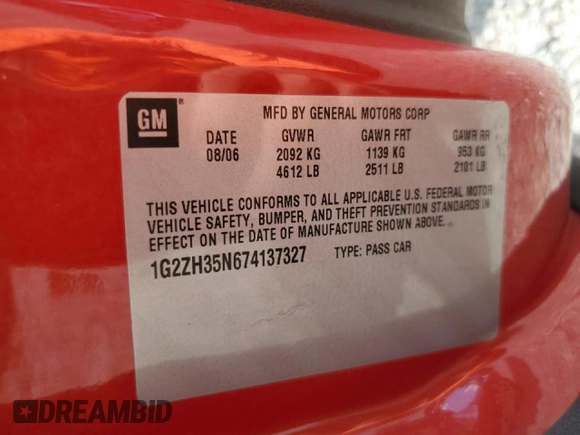 GM
MFD BY GENERAL MOTORS CORP
DATE GVWR GAWR FRT GAWR RR
08/06 2092 KG 1139 KG 953 KG
4612 LB 2511 LB 2101 LB
THIS VEHICLE CONFORMS TO ALL APPLICABLE U.S. FEDERAL MOTOR
VEHICLE SAFETY, BUMPER, AND THEFT PREVENTION STANDARDS IN
EFFECT ON THE DATE OF MANUFACTURE SHOWN ABOVE.
1G2ZH35N674137327 TYPE: PASS CAR
DREAMBID